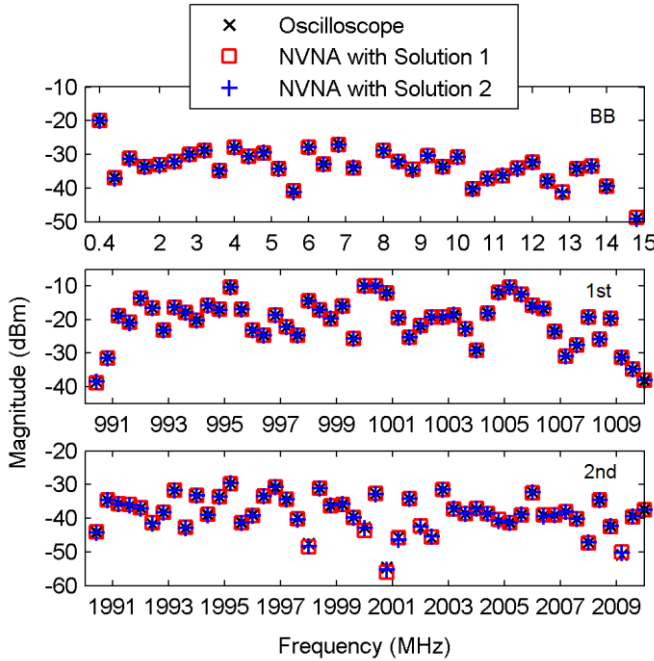 Oscilloscope
NVNA with Solution 1
NVNA with Solution 2
-10
-20
-30
-40
-50
BB
0.4 2 3 4 5 6 7 8 9 10 11 12 13 14 15
Magnitude (dBm)
-10
-20
-30
-40
1st
991 993 995 997 999 1001 1003 1005 1007 1009
-20
-30
-40
-50
-60
2nd
1991 1993 1995 1997 1999 2001 2003 2005 2007 2009
Frequency (MHz)